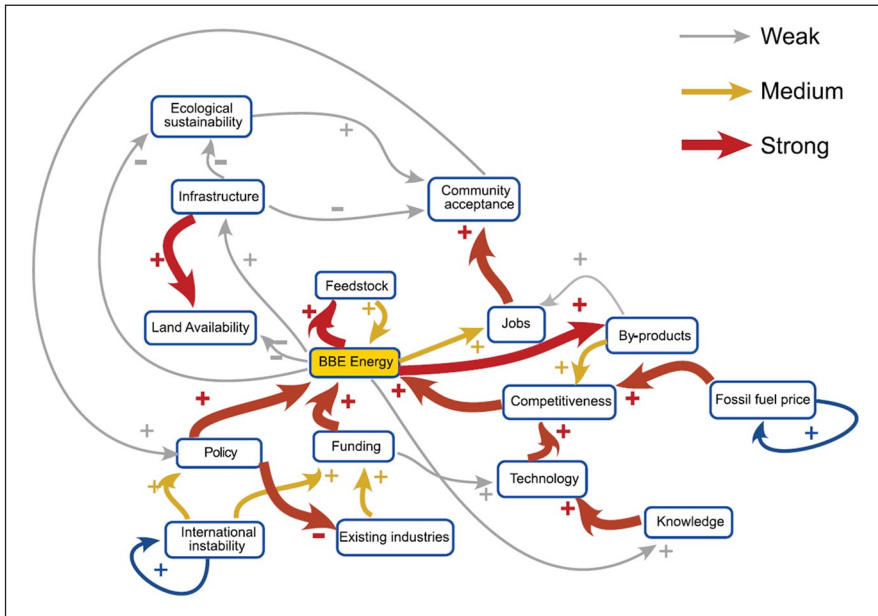 Weak
Medium
Strong
Ecological
sustainability
+
-
-
Infrastructure
-
Community
acceptance
+
+
+
Feedstock
+
+
+
+
Land Availability
Jobs
By-products
-
-
+
BBE Energy
+
+
+
+
Competitiveness
+
Fossil fuel price
+
+
Policy
Funding
+
+
+
Technology
+
+
+
International
instability
-
Existing industries
Knowledge
+
+